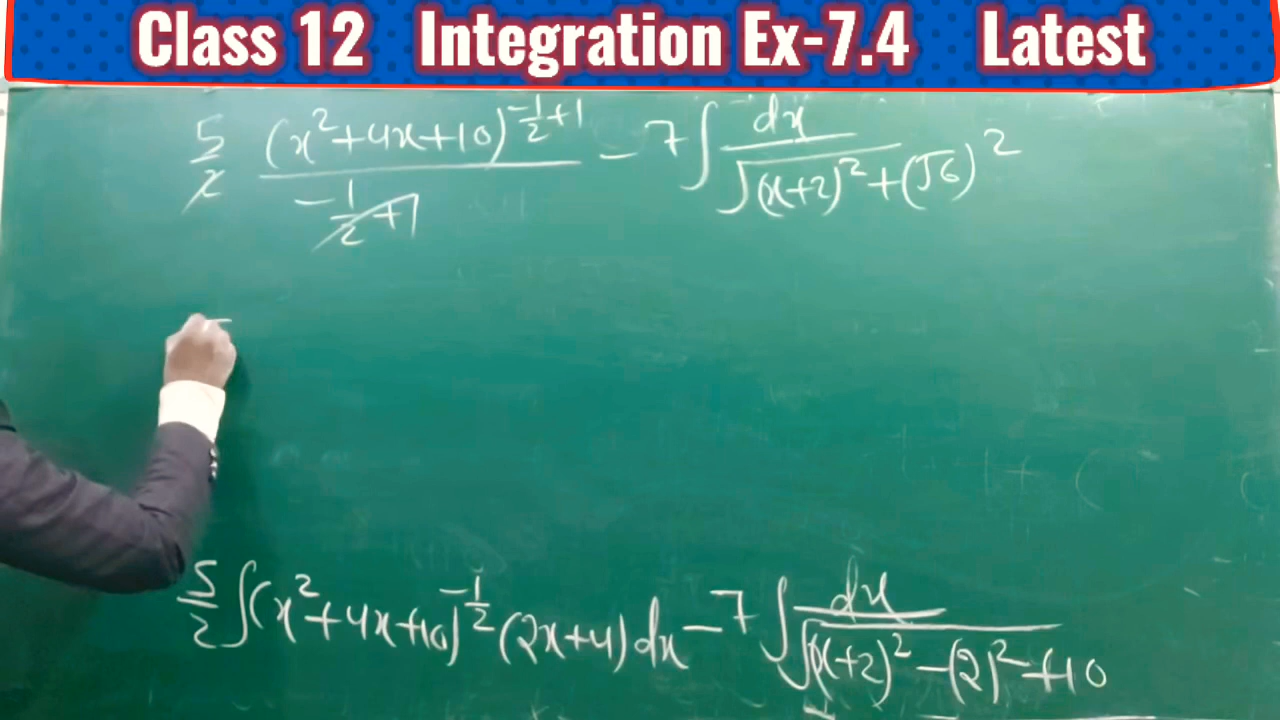 Class 12 Integration Ex-7.4 Latest
5/2 (x²+4x+10)^(-1/2+1) / (-1/2+1) - 7∫ dx/√((x+2)²+(√6)²)
5/2 ∫(x²+4x+10)^(-1/2) (2x+4) dx - 7 ∫ dx/√((x+2)²-(2)²+10)